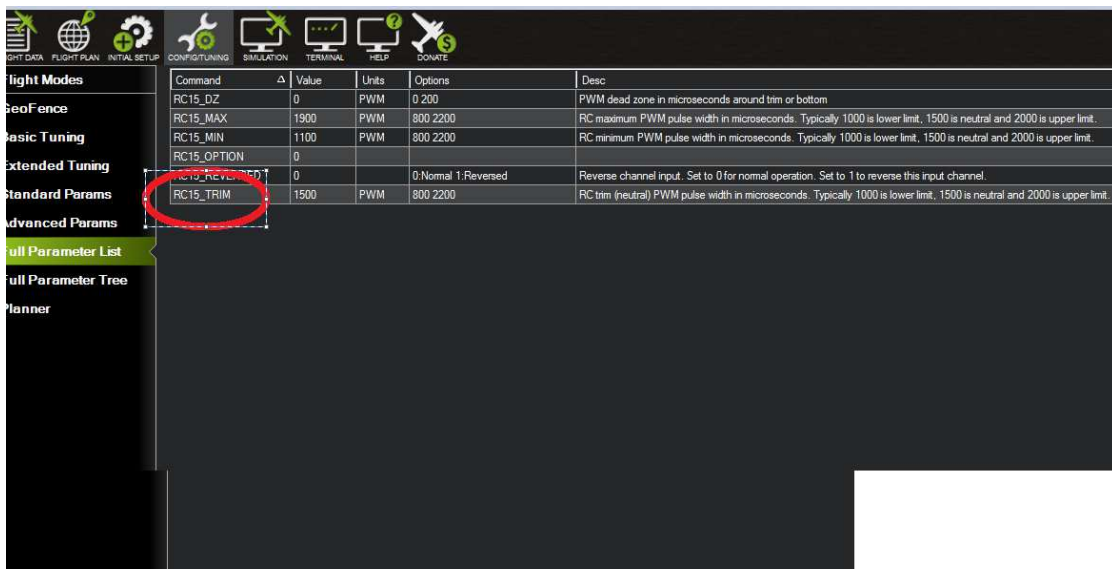 GHT DATA FLIGHT PLAN INITIAL SETUP CONFIG/TUNING SIMULATION TERMINAL HELP DONATE
Flight Modes
GeoFence
Basic Tuning
Extended Tuning
Standard Params
Advanced Params
Full Parameter List
Full Parameter Tree
Planner
Command Value Units Options Desc
RC15_DZ 0 PWM 0 200 PWM dead zone in microseconds around trim or bottom
RC15_MAX 1900 PWM 800 2200 RC maximum PWM pulse width in microseconds. Typically 1000 is lower limit, 1500 is neutral and 2000 is upper limit.
RC15_MIN 1100 PWM 800 2200 RC minimum PWM pulse width in microseconds. Typically 1000 is lower limit, 1500 is neutral and 2000 is upper limit.
RC15_OPTION 0
RC15_REVERSED 0 0:Normal 1:Reversed Reverse channel input. Set to 0 for normal operation. Set to 1 to reverse this input channel.
RC15_TRIM 1500 PWM 800 2200 RC trim (neutral) PWM pulse width in microseconds. Typically 1000 is lower limit, 1500 is neutral and 2000 is upper limit.